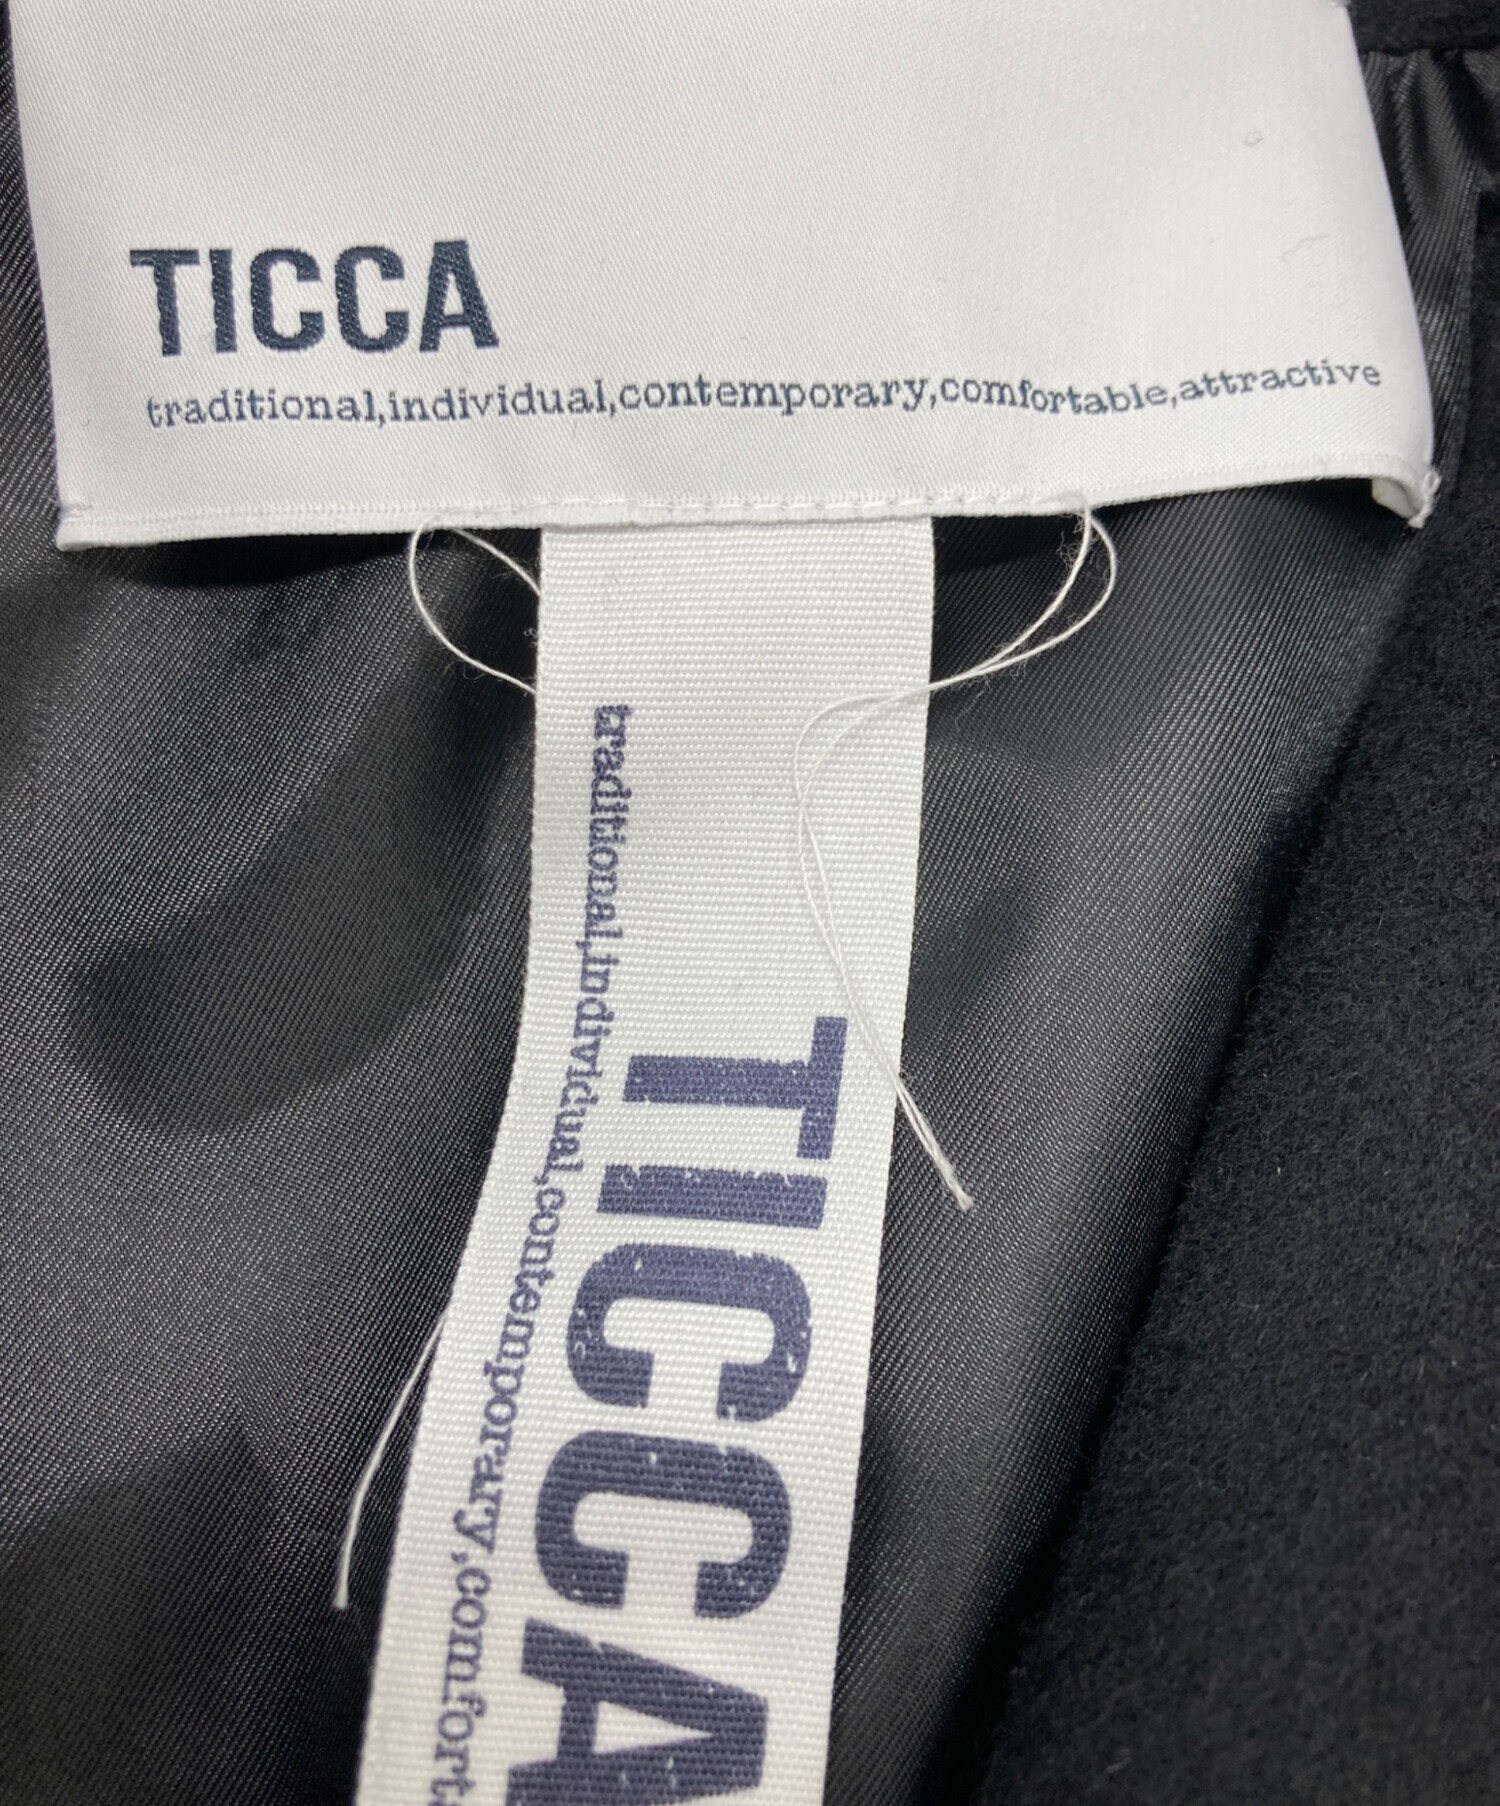 TICCA
traditional,individual,contemporary,comfortable,attractive
TICCA
traditional,individual,contemporary,comfort